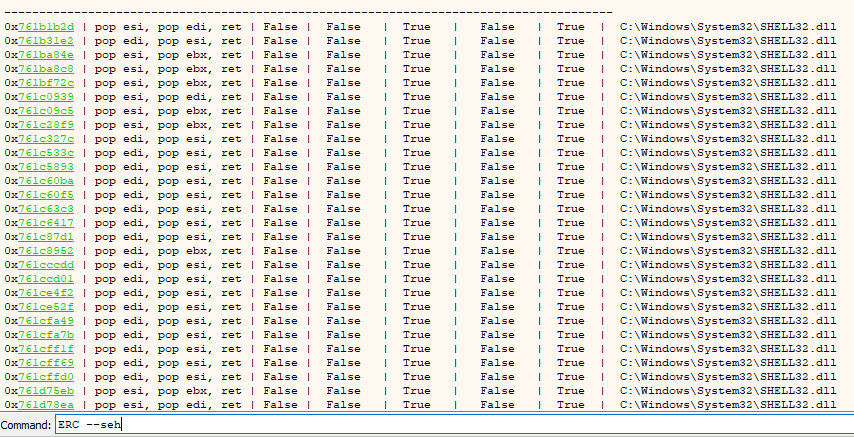 --------------------------------------------------------------------------------------
0x761b1b2d | pop esi, pop edi, ret | False | False | True | False | True | C:\Windows\System32\SHELL32.dll
0x761b31e2 | pop edi, pop esi, ret | False | False | True | False | True | C:\Windows\System32\SHELL32.dll
0x761ba84e | pop esi, pop ebx, ret | False | False | True | False | True | C:\Windows\System32\SHELL32.dll
0x761ba8c8 | pop esi, pop ebx, ret | False | False | True | False | True | C:\Windows\System32\SHELL32.dll
0x761bf72c | pop esi, pop ebx, ret | False | False | True | False | True | C:\Windows\System32\SHELL32.dll
0x761c0939 | pop esi, pop edi, ret | False | False | True | False | True | C:\Windows\System32\SHELL32.dll
0x761c09c5 | pop esi, pop ebx, ret | False | False | True | False | True | C:\Windows\System32\SHELL32.dll
0x761c28f9 | pop esi, pop ebx, ret | False | False | True | False | True | C:\Windows\System32\SHELL32.dll
0x761c327c | pop edi, pop esi, ret | False | False | True | False | True | C:\Windows\System32\SHELL32.dll
0x761c533c | pop edi, pop esi, ret | False | False | True | False | True | C:\Windows\System32\SHELL32.dll
0x761c5893 | pop edi, pop esi, ret | False | False | True | False | True | C:\Windows\System32\SHELL32.dll
0x761c60ba | pop edi, pop esi, ret | False | False | True | False | True | C:\Windows\System32\SHELL32.dll
0x761c60f5 | pop edi, pop esi, ret | False | False | True | False | True | C:\Windows\System32\SHELL32.dll
0x761c63c3 | pop edi, pop esi, ret | False | False | True | False | True | C:\Windows\System32\SHELL32.dll
0x761c6417 | pop edi, pop esi, ret | False | False | True | False | True | C:\Windows\System32\SHELL32.dll
0x761c87d1 | pop edi, pop esi, ret | False | False | True | False | True | C:\Windows\System32\SHELL32.dll
0x761c8952 | pop edi, pop ebx, ret | False | False | True | False | True | C:\Windows\System32\SHELL32.dll
0x761cccdd | pop edi, pop esi, ret | False | False | True | False | True | C:\Windows\System32\SHELL32.dll
0x761ccd01 | pop edi, pop esi, ret | False | False | True | False | True | C:\Windows\System32\SHELL32.dll
0x761ce4f2 | pop edi, pop esi, ret | False | False | True | False | True | C:\Windows\System32\SHELL32.dll
0x761ce52f | pop edi, pop esi, ret | False | False | True | False | True | C:\Windows\System32\SHELL32.dll
0x761cfa49 | pop edi, pop esi, ret | False | False | True | False | True | C:\Windows\System32\SHELL32.dll
0x761cfa7b | pop edi, pop esi, ret | False | False | True | False | True | C:\Windows\System32\SHELL32.dll
0x761cff1f | pop edi, pop esi, ret | False | False | True | False | True | C:\Windows\System32\SHELL32.dll
0x761cff69 | pop edi, pop esi, ret | False | False | True | False | True | C:\Windows\System32\SHELL32.dll
0x761cffd0 | pop edi, pop esi, ret | False | False | True | False | True | C:\Windows\System32\SHELL32.dll
0x761d75eb | pop esi, pop ebx, ret | False | False | True | False | True | C:\Windows\System32\SHELL32.dll
0x761d78ea | pop esi, pop edi, ret | False | False | True | False | True | C:\Windows\System32\SHELL32.dll
Command: ERC --seh